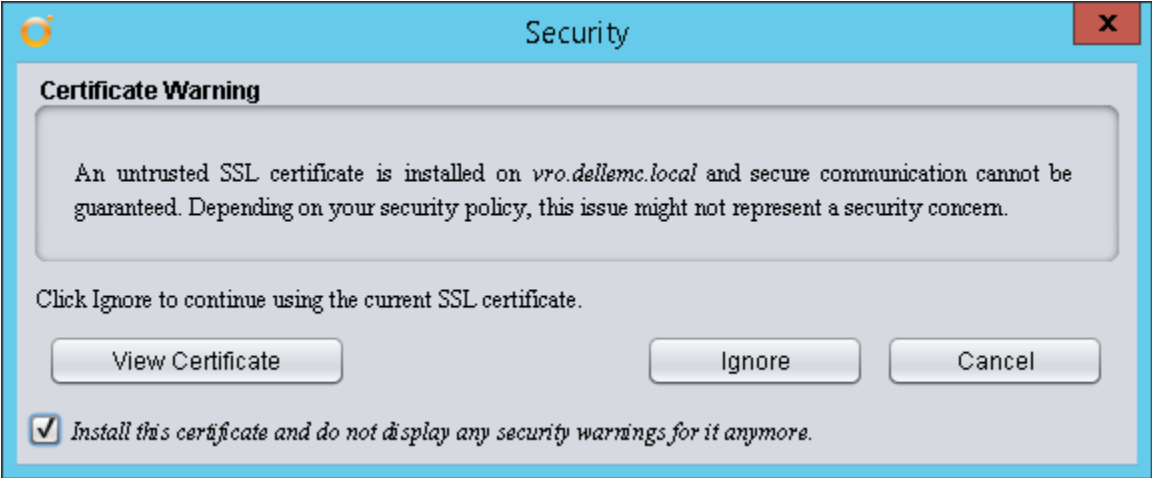 Security
x
Certificate Warning
An untrusted SSL certificate is installed on vro.dellemc.local and secure communication cannot be
guaranteed. Depending on your security policy, this issue might not represent a security concern.
Click Ignore to continue using the current SSL certificate.
View Certificate Ignore Cancel
Install this certificate and do not display any security warnings for it anymore.